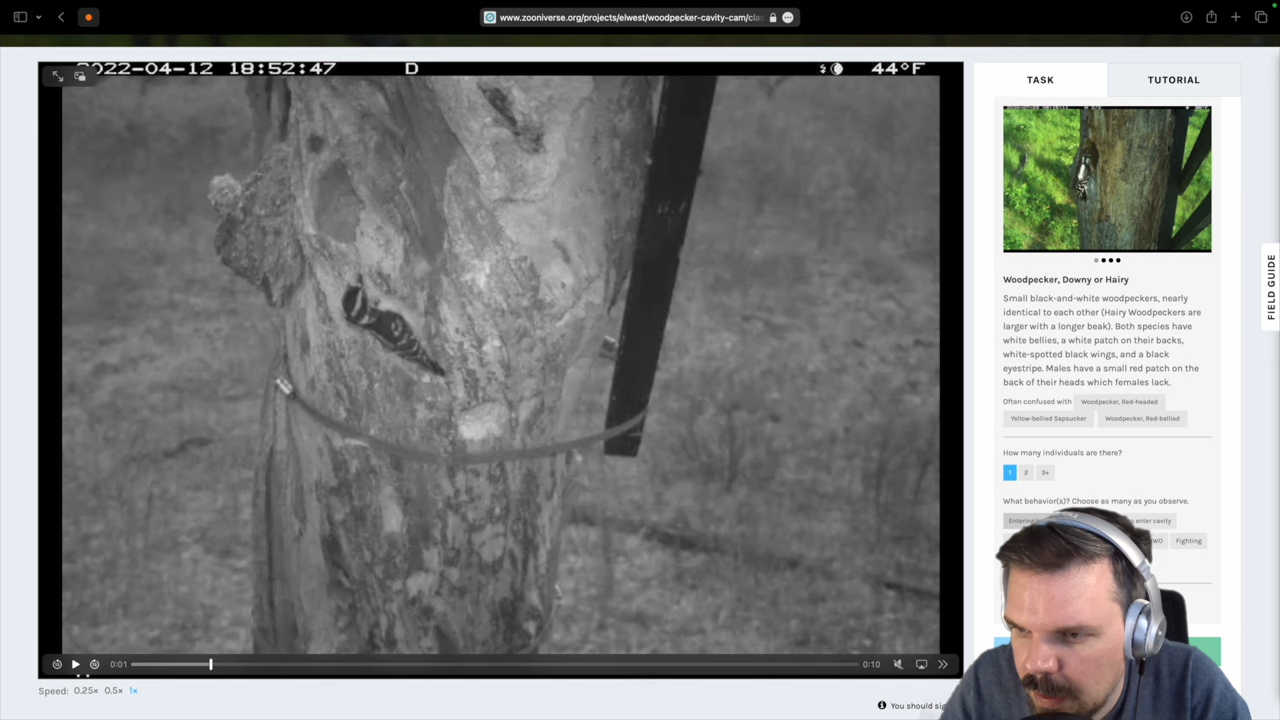 www.zooniverse.org/projects/elwest/woodpecker-cavity-cam/cla
2022-04-12 18:52:47 D 44°F
TASK
TUTORIAL
FIELD GUIDE
Woodpecker, Downy or Hairy
Small black-and-white woodpeckers, nearly
identical to each other (Hairy Woodpeckers are
larger with a longer beak). Both species have
white bellies, a white patch on their backs,
white-spotted black wings, and a black
eyestripe. Males have a small red patch on the
back of their heads which females lack.
Often confused with Woodpecker, Red-headed
Yellow-bellied Sapsucker Woodpecker, Red-bellied
How many individuals are there?
1 2 3+
What behavior(s)? Choose as many as you observe.
Entering to enter cavity
Fighting
0:01 0:10
Speed: 0.25× 0.5× 1×
You should